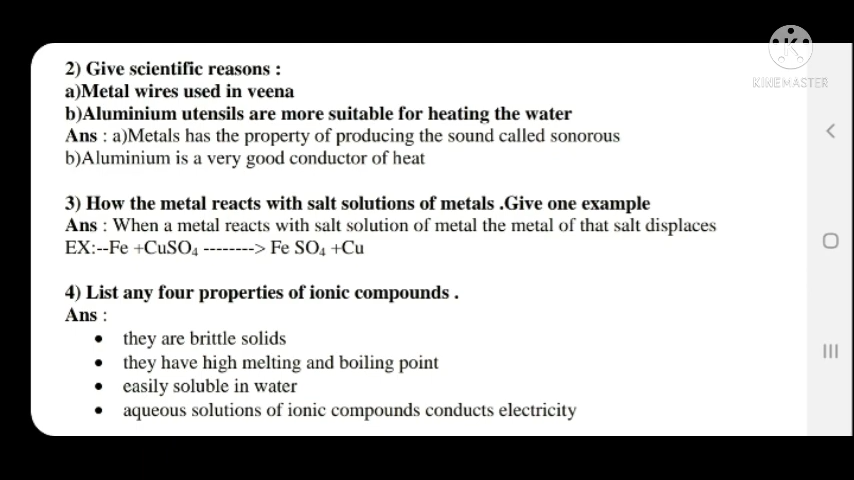 KINEMASTER
2) Give scientific reasons :
a)Metal wires used in veena
b)Aluminium utensils are more suitable for heating the water
Ans : a)Metals has the property of producing the sound called sonorous
b)Aluminium is a very good conductor of heat
3) How the metal reacts with salt solutions of metals .Give one example
Ans : When a metal reacts with salt solution of metal the metal of that salt displaces
EX:--Fe +CuSO₄ --------> Fe SO₄ +Cu
4) List any four properties of ionic compounds .
Ans :
• they are brittle solids
• they have high melting and boiling point
• easily soluble in water
• aqueous solutions of ionic compounds conducts electricity